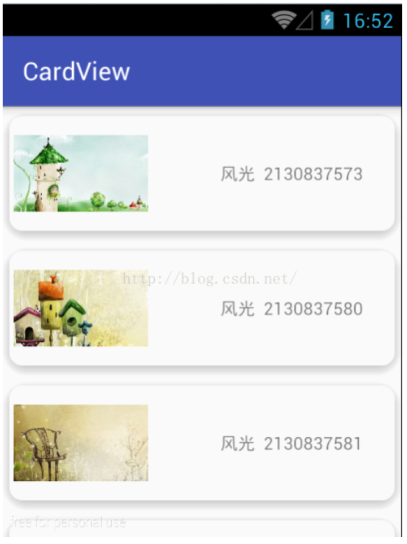 16:52
CardView
风光 2130837573
http://blog.csdn.net/
风光 2130837580
风光 2130837581
free for personal use